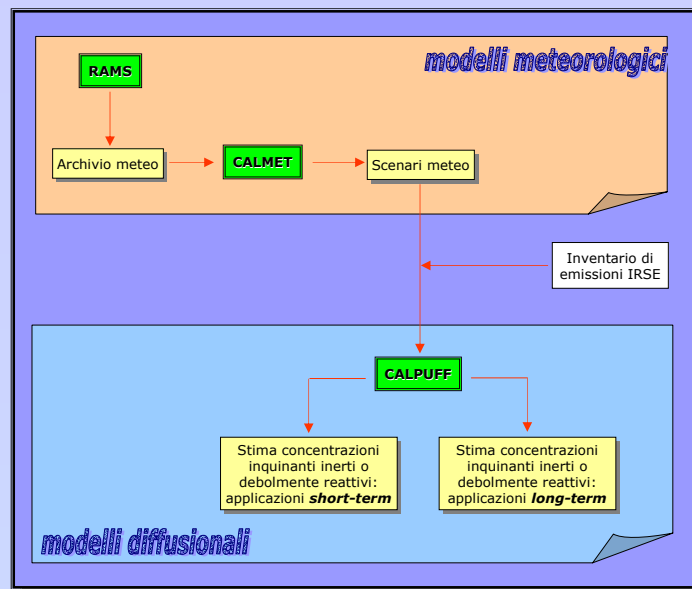 modelli meteorologici
RAMS
Archivio meteo
CALMET
Scenari meteo
Inventario di
emissioni IRSE
CALPUFF
Stima concentrazioni
inquinanti inerti o
debolmente reattivi:
applicazioni short-term
Stima concentrazioni
inquinanti inerti o
debolmente reattivi:
applicazioni long-term
modelli diffusionali